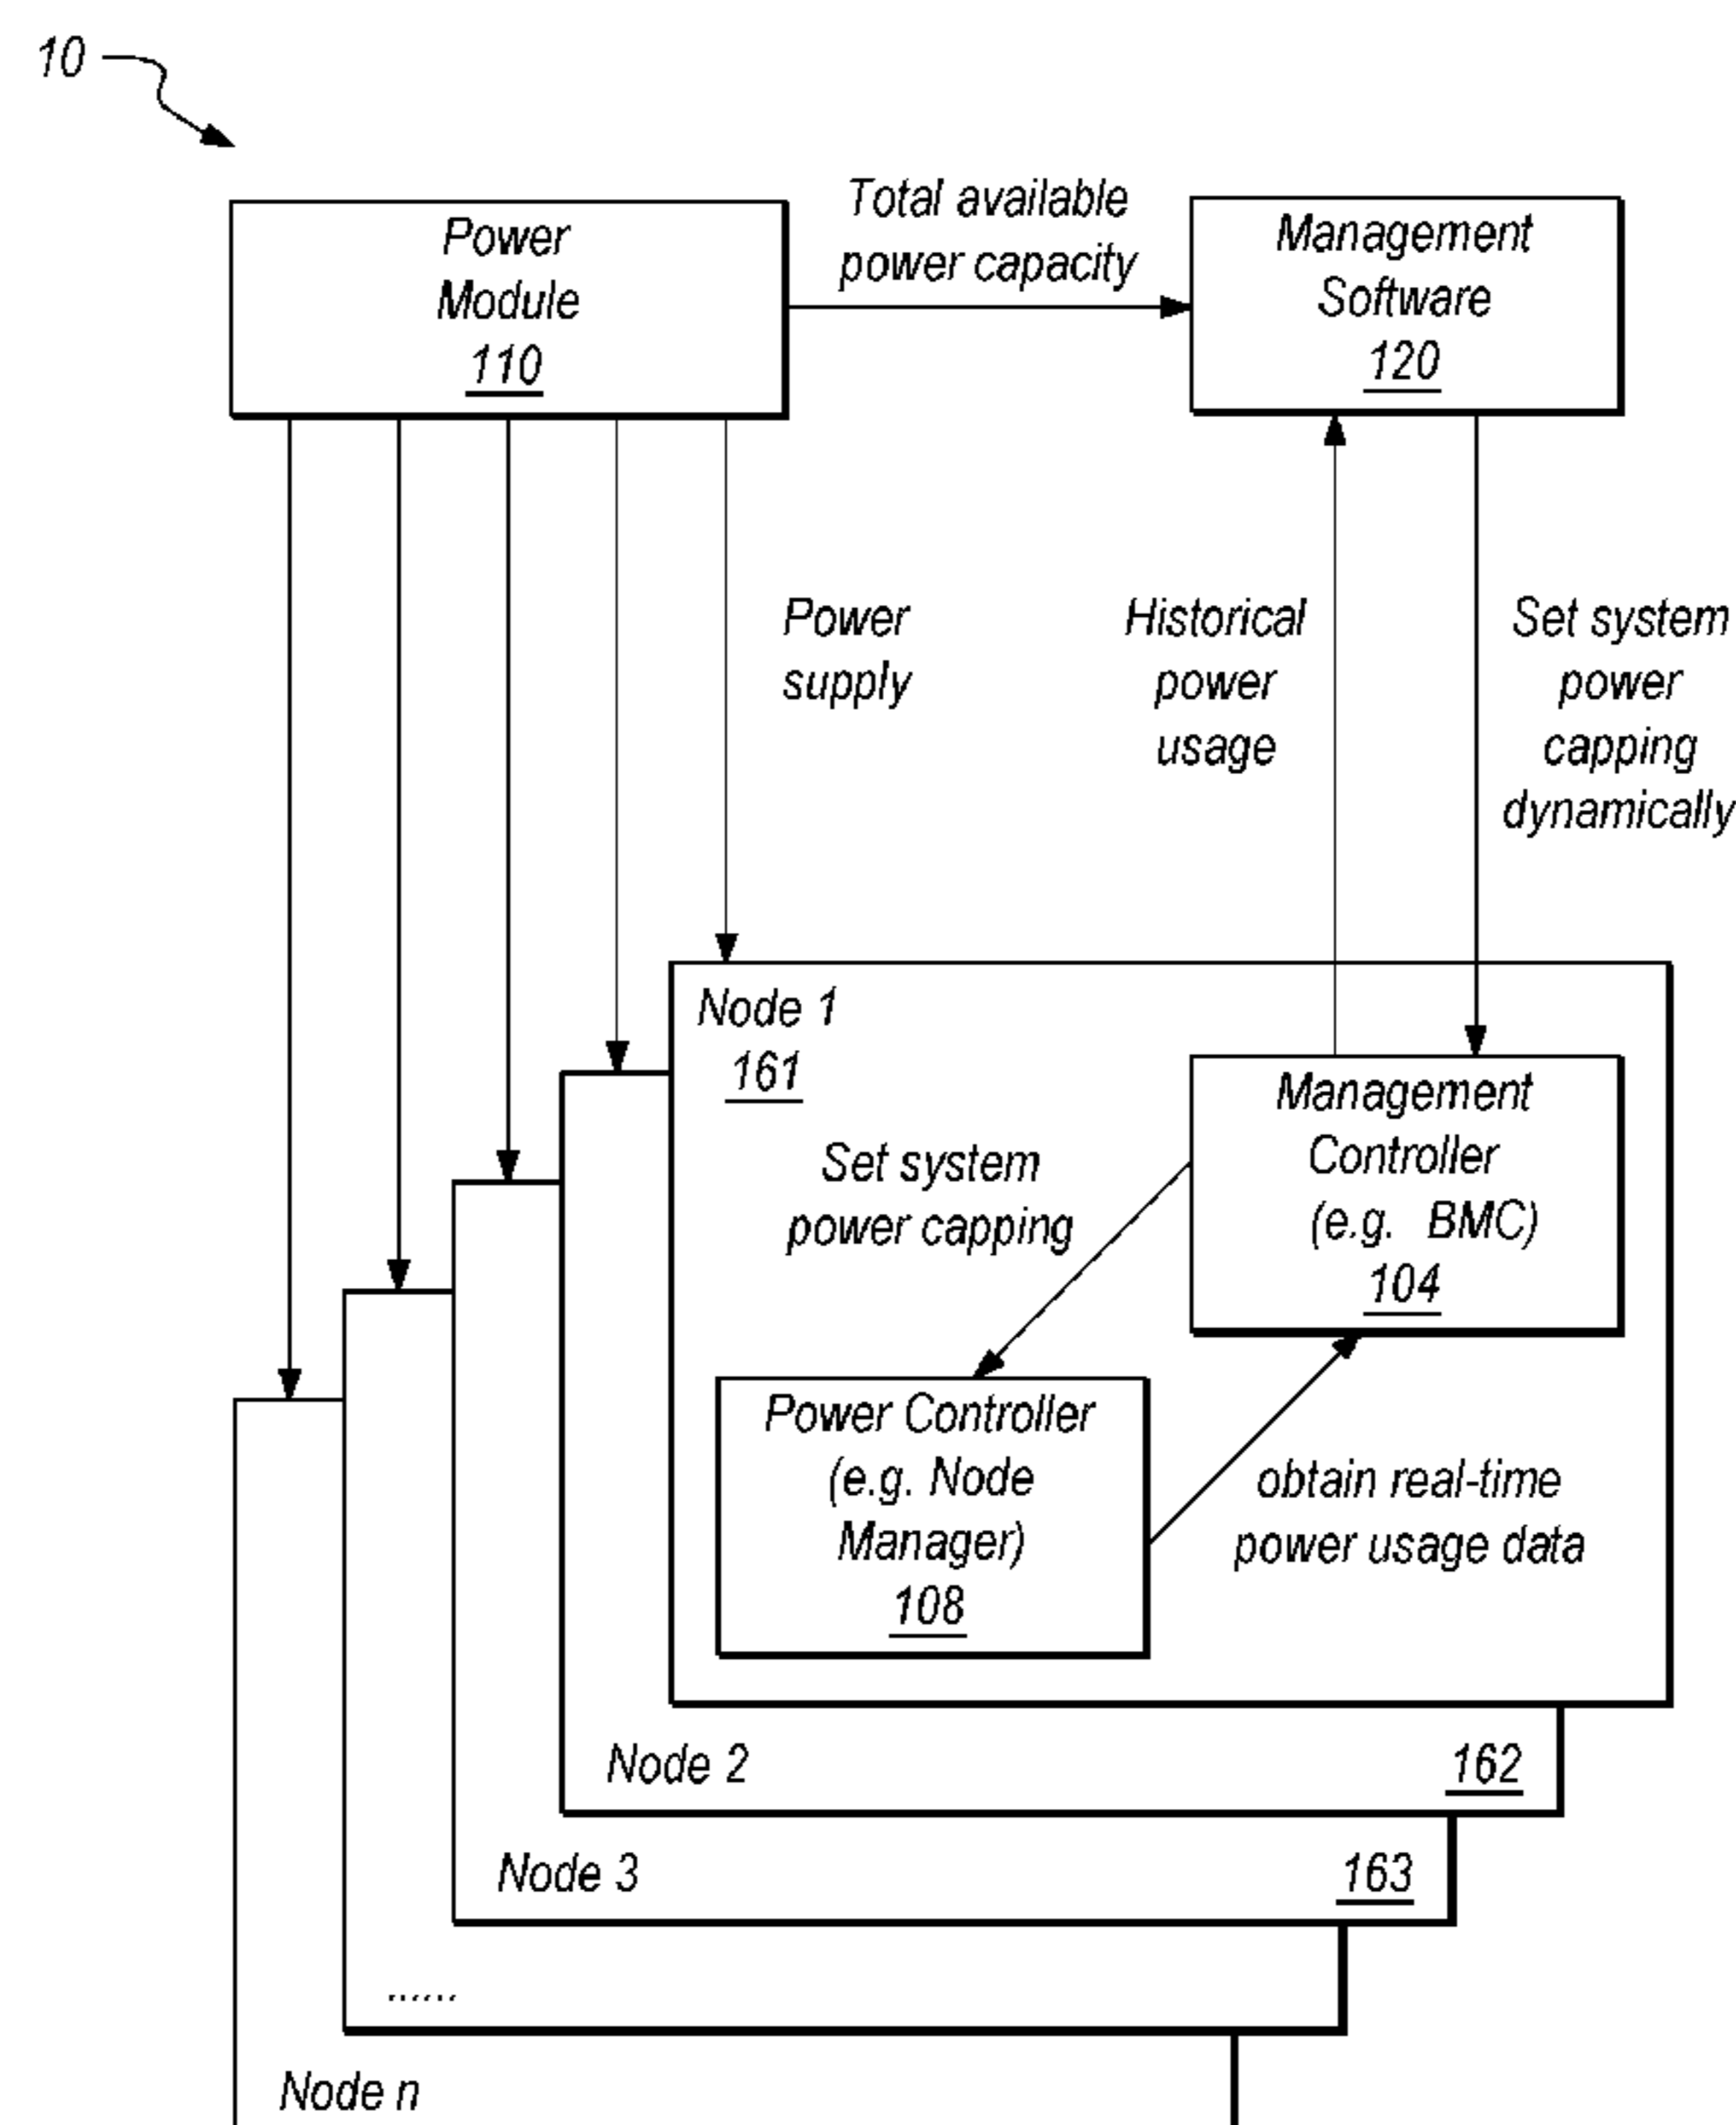 10
Power
Module
110
Total available
power capacity
Management
Software
120
Power
supply
Historical
power
usage
Set system
power
capping
dynamically
Node 1
161
Management
Controller
(e.g. BMC)
104
Set system
power capping
Power Controller
(e.g. Node
Manager)
108
obtain real-time
power usage data
Node 2
162
Node 3
163
......
Node n